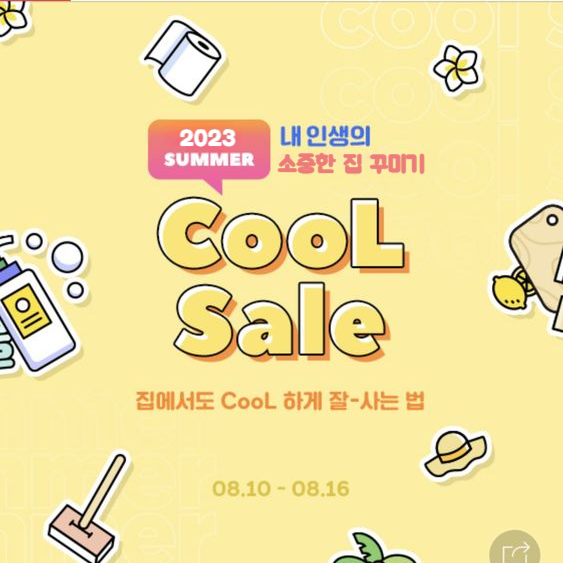 2023
SUMMER
내 인생의
소중한 집 꾸미기
CooL
Sale
집에서도 CooL 하게 잘-사는 법
08.10 - 08.16